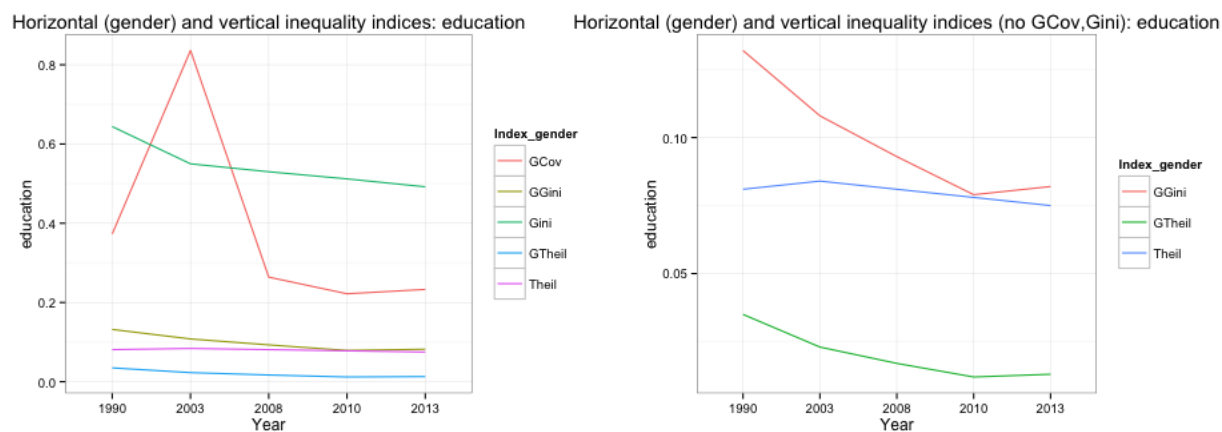 Horizontal (gender) and vertical inequality indices: education
0.8
0.6
0.4
0.2
0.0
education
1990 2003 2008 2010 2013
Year
Index_gender
GCov
GGini
Gini
GTheil
Theil
Horizontal (gender) and vertical inequality indices (no GCov,Gini): education
0.10
0.05
education
1990 2003 2008 2010 2013
Year
Index_gender
GGini
GTheil
Theil